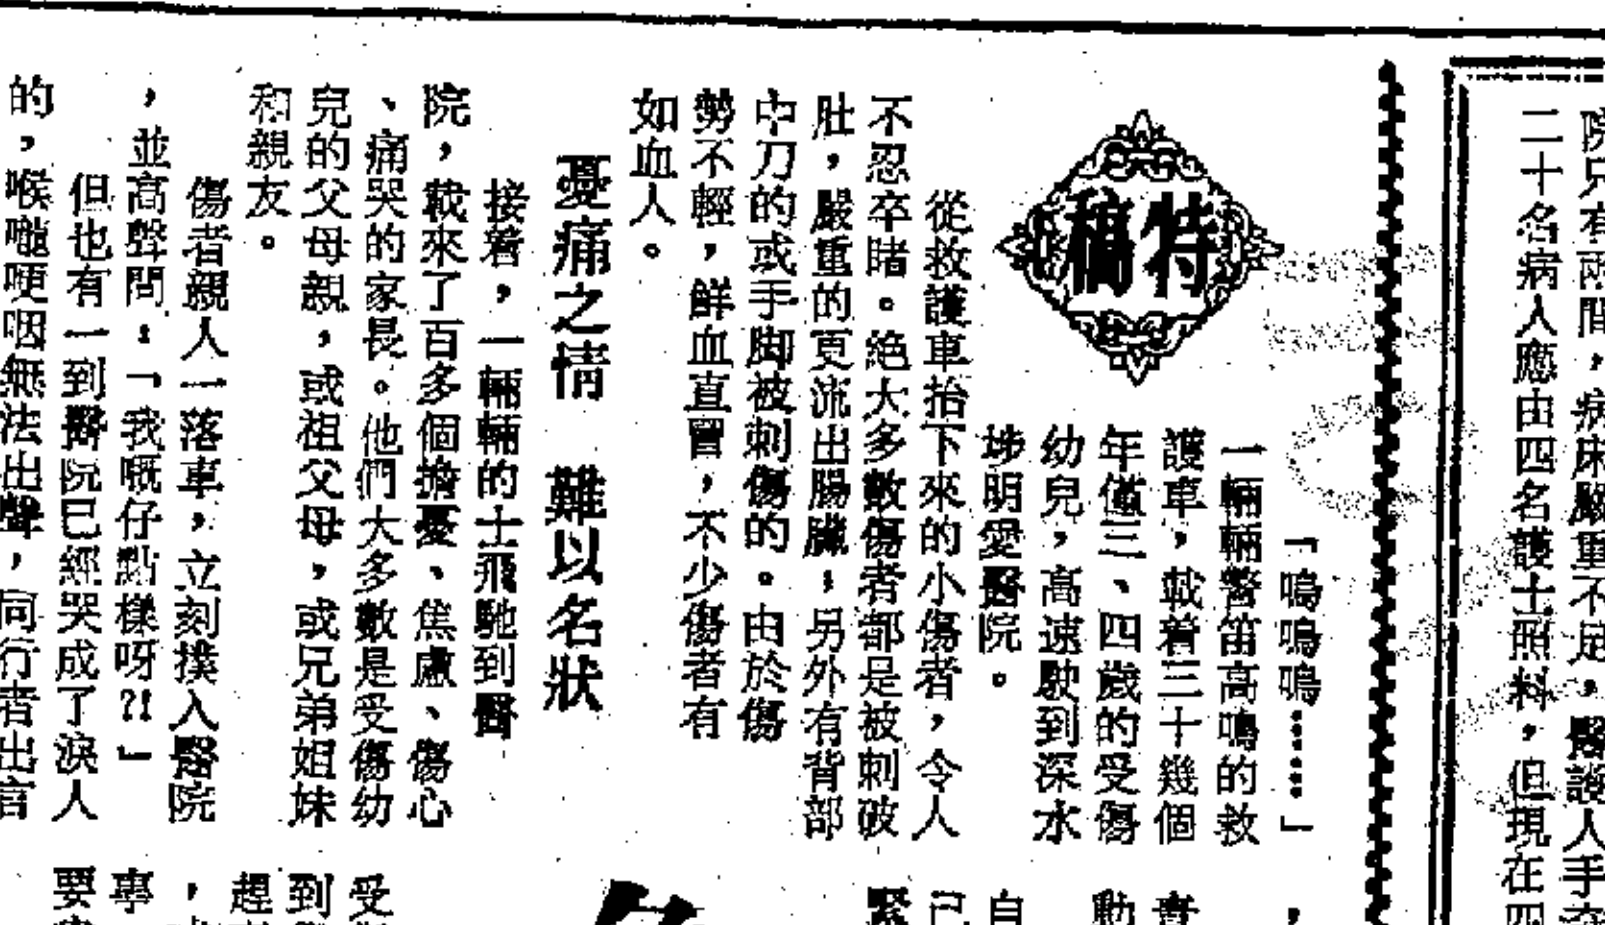 院只有兩間，病床嚴重不足。醫護人手
二十名病人應由四名護士照料，但現在四
特稿
「嗚嗚嗚……」
一輛輛警笛高鳴的救
護車，載着三十幾個
年僅三、四歲的受傷
幼兒，高速駛到深水
埗明愛醫院。
從救護車抬下來的小傷者，令人
不忍卒睹。絕大多數傷者都是被刺破
肚，嚴重的更流出腸臟；另外有背部
中刀的或手脚被刺傷的。由於傷
勢不輕，鮮血直冒，不少傷者有
如血人。
憂痛之情　難以名狀
接着，一輛輛的士飛馳到醫
院，載來了百多個擔憂、焦慮、傷心
、痛哭的家長。他們大多數是受傷幼
兒的父母親，或祖父母，或兄弟姐妹
和親友。
傷者親人一落車，立刻撲入醫院
，並高聲問：「我嘅仔點樣呀?!」
但也有一到醫院已經哭成了淚人
的，喉嚨哽咽無法出聲，同行者出言
，
責
動
自
已
緊
受
到
趕
，
專
要